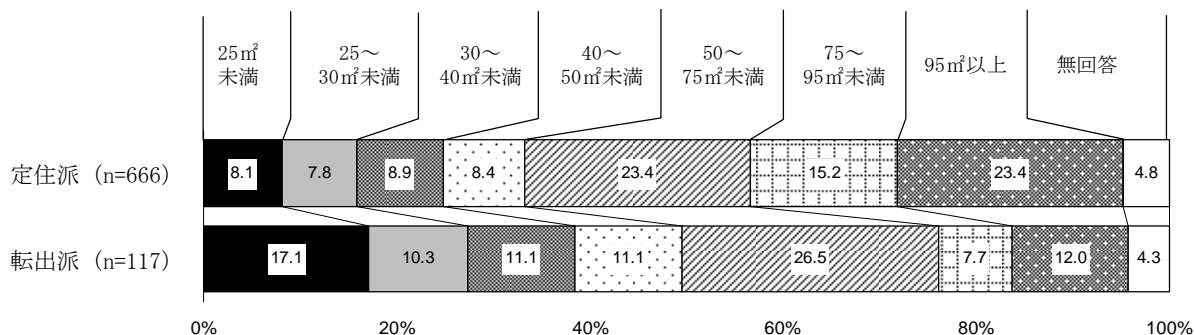 25㎡
未満
25～
30㎡未満
30～
40㎡未満
40～
50㎡未満
50～
75㎡未満
75～
95㎡未満
95㎡以上
無回答
定住派 (n=666)
8.1
7.8
8.9
8.4
23.4
15.2
23.4
4.8
転出派 (n=117)
17.1
10.3
11.1
11.1
26.5
7.7
12.0
4.3
0%
20%
40%
60%
80%
100%